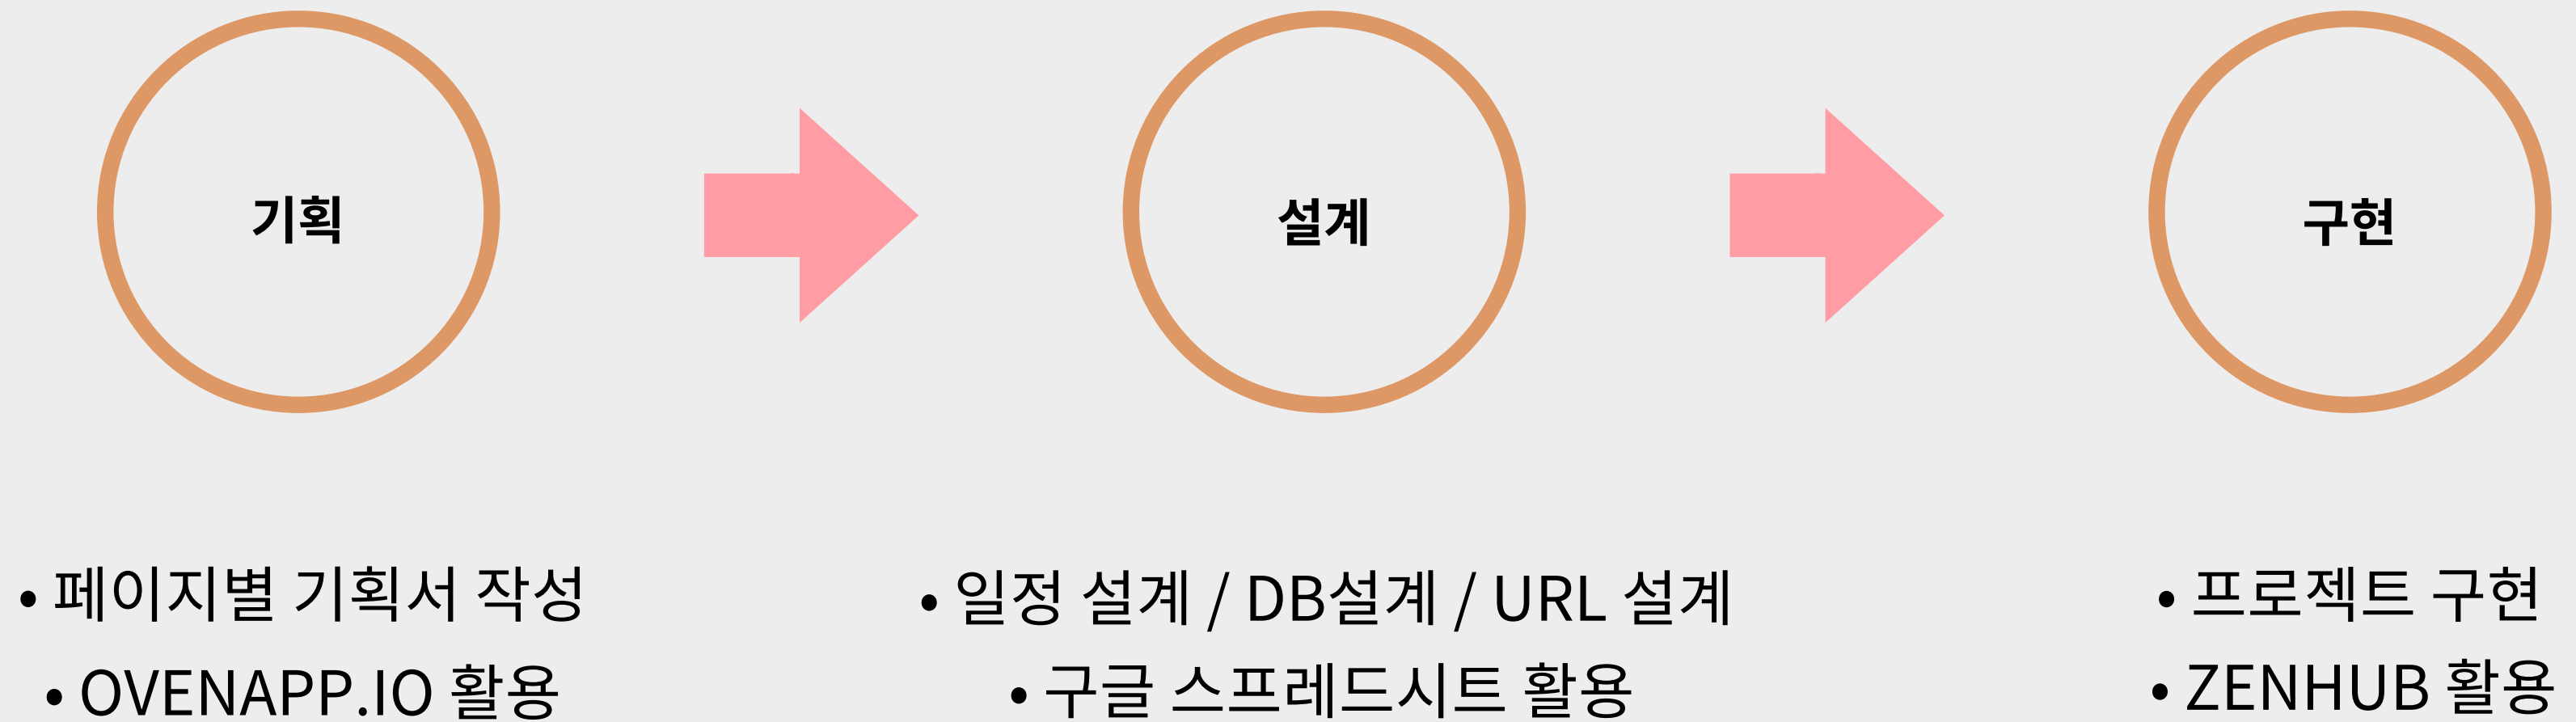 기획
설계
구현
• 페이지별 기획서 작성
• OVENAPP.IO 활용
• 일정 설계 / DB설계 / URL 설계
• 구글 스프레드시트 활용
• 프로젝트 구현
• ZENHUB 활용